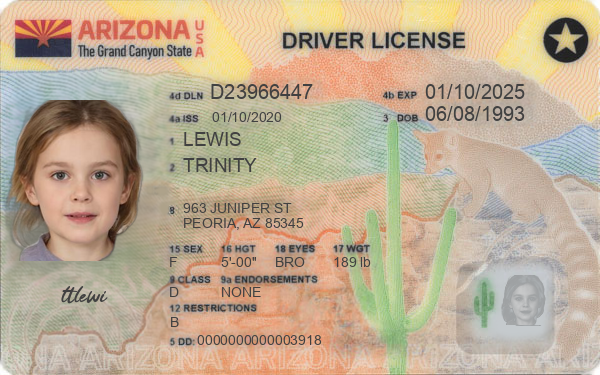 ARIZONA USA
The Grand Canyon State
DRIVER LICENSE
4d DLN D23966447
4b EXP 01/10/2025
4a ISS 01/10/2020
3 DOB 06/08/1993
1 LEWIS
2 TRINITY
8 963 JUNIPER ST
PEORIA, AZ 85345
15 SEX 16 HGT 18 EYES 17 WGT
F 5'-00" BRO 189 lb
9 CLASS 9a ENDORSEMENTS
D NONE
12 RESTRICTIONS
B
ttlewi
5 DD: 0000000000003918
ARIZONA ARIZONA ARIZONA ARIZONA